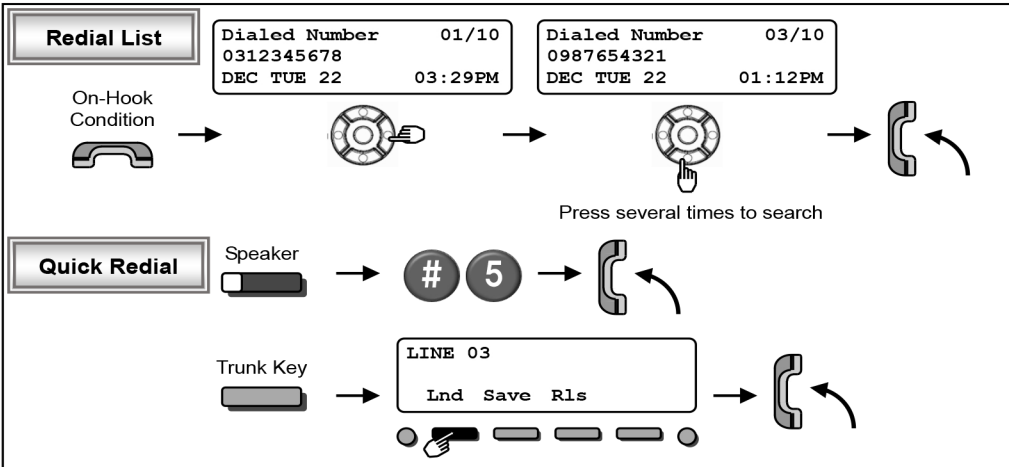 Redial List
Dialed Number 01/10
0312345678
DEC TUE 22 03:29PM
Dialed Number 03/10
0987654321
DEC TUE 22 01:12PM
On-Hook
Condition
Press several times to search
Quick Redial
Speaker
# 5
Trunk Key
LINE 03
Lnd Save Rls